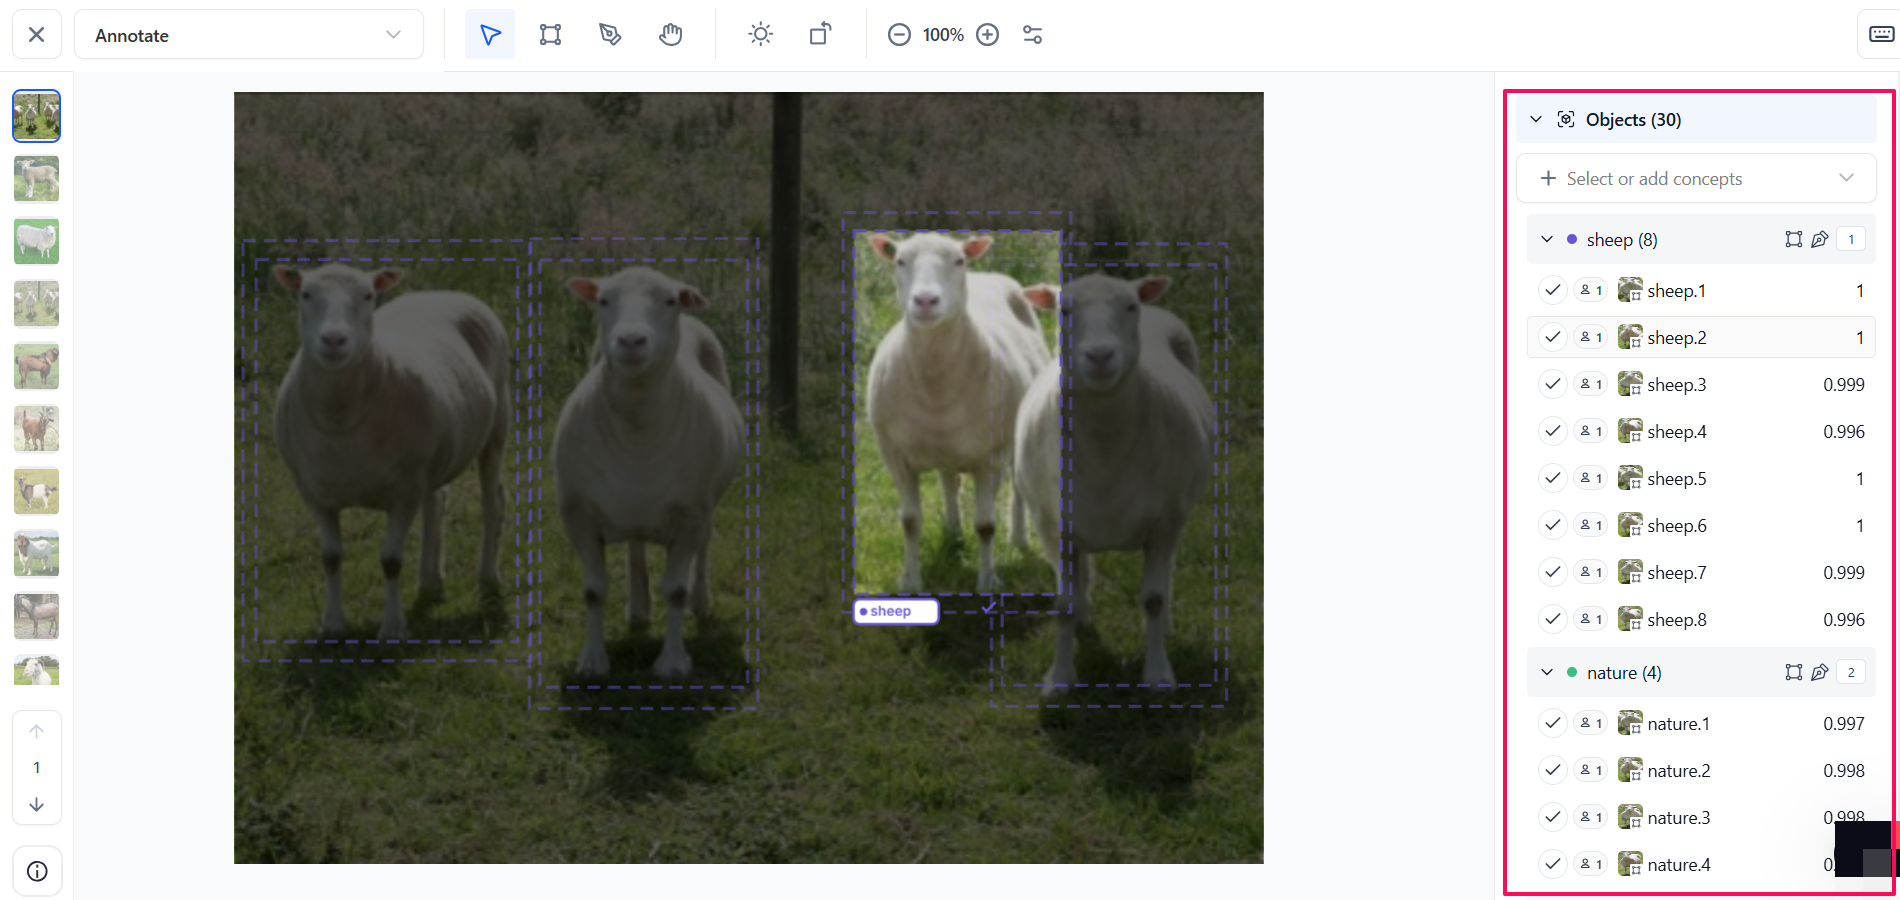 Annotate
100%
Objects (30)
Select or add concepts
sheep (8) 1
1 sheep.1 1
1 sheep.2 1
1 sheep.3 0.999
1 sheep.4 0.996
1 sheep.5 1
1 sheep.6 1
1 sheep.7 0.999
1 sheep.8 0.996
nature (4) 2
1 nature.1 0.997
1 nature.2 0.998
1 nature.3 0.998
1 nature.4
sheep
1